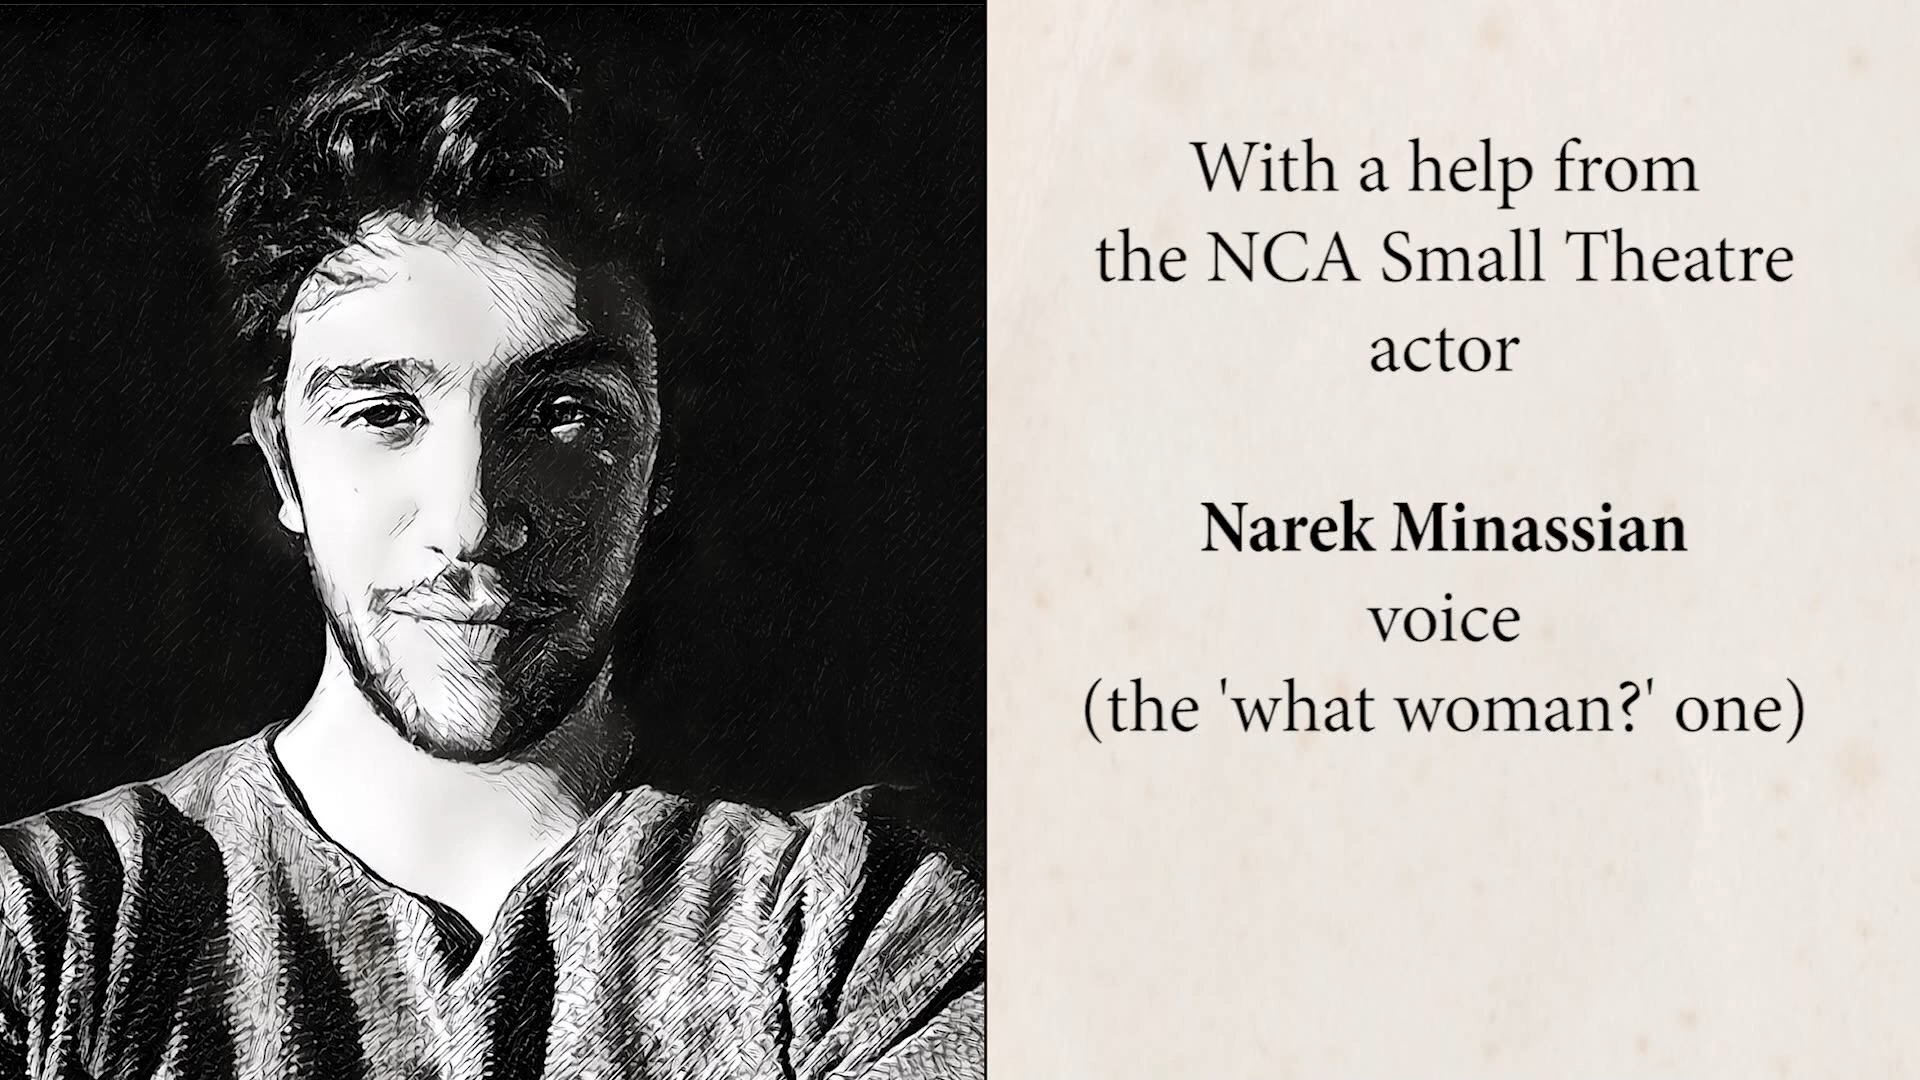 With a help from
the NCA Small Theatre
actor
Narek Minassian
voice
(the 'what woman?' one)